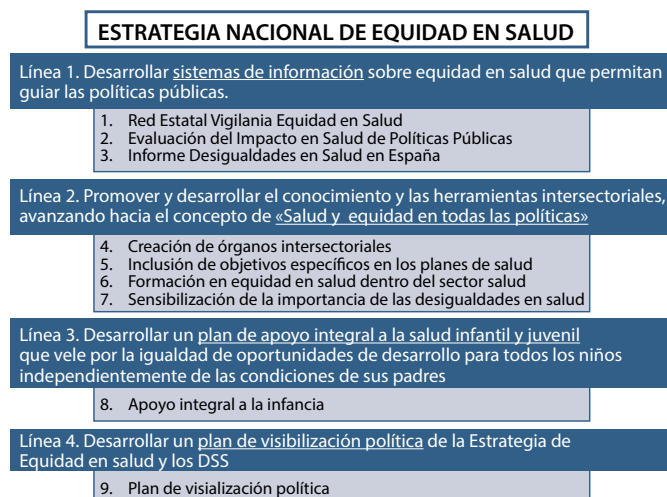 ESTRATEGIA NACIONAL DE EQUIDAD EN SALUD
Línea 1. Desarrollar sistemas de información sobre equidad en salud que permitan
guiar las políticas públicas.
1. Red Estatal Vigilania Equidad en Salud
2. Evaluación del Impacto en Salud de Políticas Públicas
3. Informe Desigualdades en Salud en España
Línea 2. Promover y desarrollar el conocimiento y las herramientas intersectoriales,
avanzando hacia el concepto de «Salud y equidad en todas las políticas»
4. Creación de órganos intersectoriales
5. Inclusión de objetivos específicos en los planes de salud
6. Formación en equidad en salud dentro del sector salud
7. Sensibilización de la importancia de las desigualdades en salud
Línea 3. Desarrollar un plan de apoyo integral a la salud infantil y juvenil
que vele por la igualdad de oportunidades de desarrollo para todos los niños
independientemente de las condiciones de sus padres
8. Apoyo integral a la infancia
Línea 4. Desarrollar un plan de visibilización política de la Estrategia de
Equidad en salud y los DSS
9. Plan de visialización política